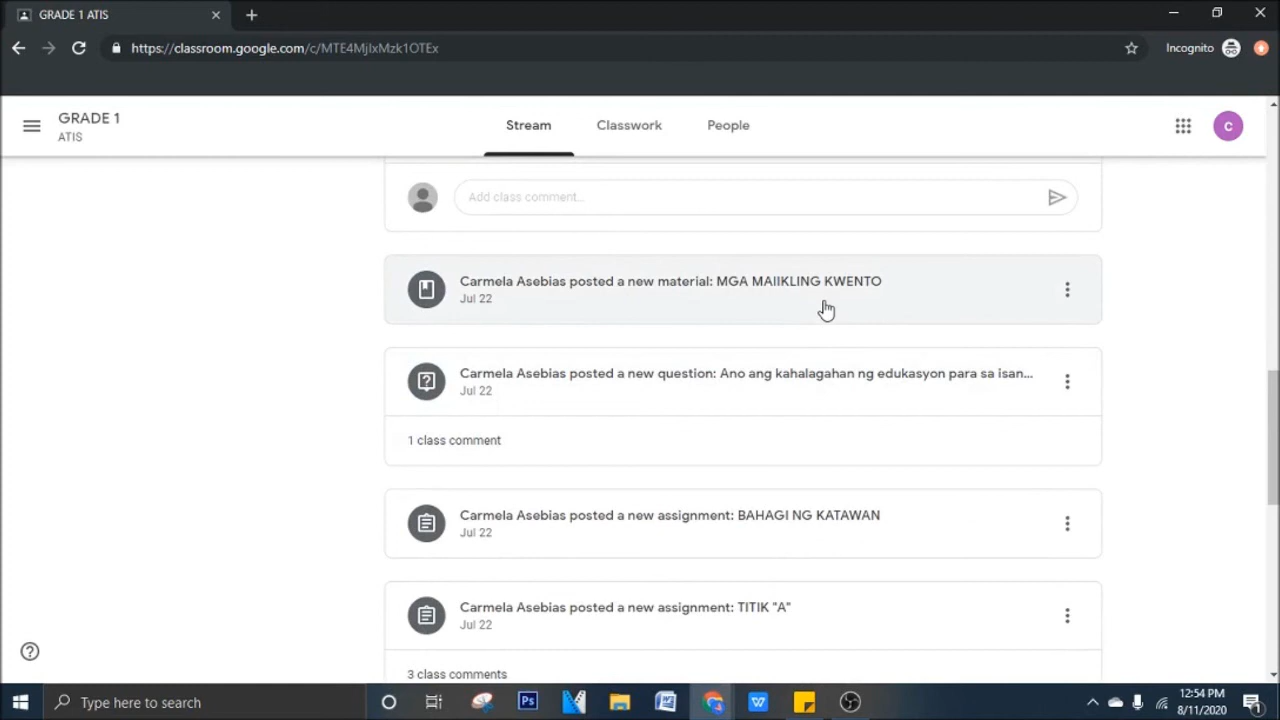 GRADE 1 ATIS
https://classroom.google.com/c/MTE4MjIxMzk1OTEx
Incognito
GRADE 1
ATIS
Stream
Classwork
People
C
Add class comment...
Carmela Asebias posted a new material: MGA MAIIKLING KWENTO
Jul 22
Carmela Asebias posted a new question: Ano ang kahalagahan ng edukasyon para sa isan...
Jul 22
1 class comment
Carmela Asebias posted a new assignment: BAHAGI NG KATAWAN
Jul 22
Carmela Asebias posted a new assignment: TITIK "A"
Jul 22
3 class comments
Type here to search
Ps
12:54 PM
8/11/2020
1